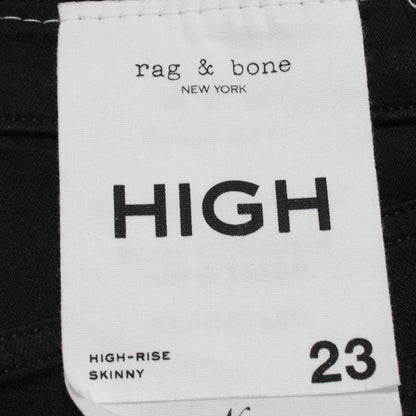 rag & bone
NEW YORK
HIGH
HIGH-RISE
SKINNY
23